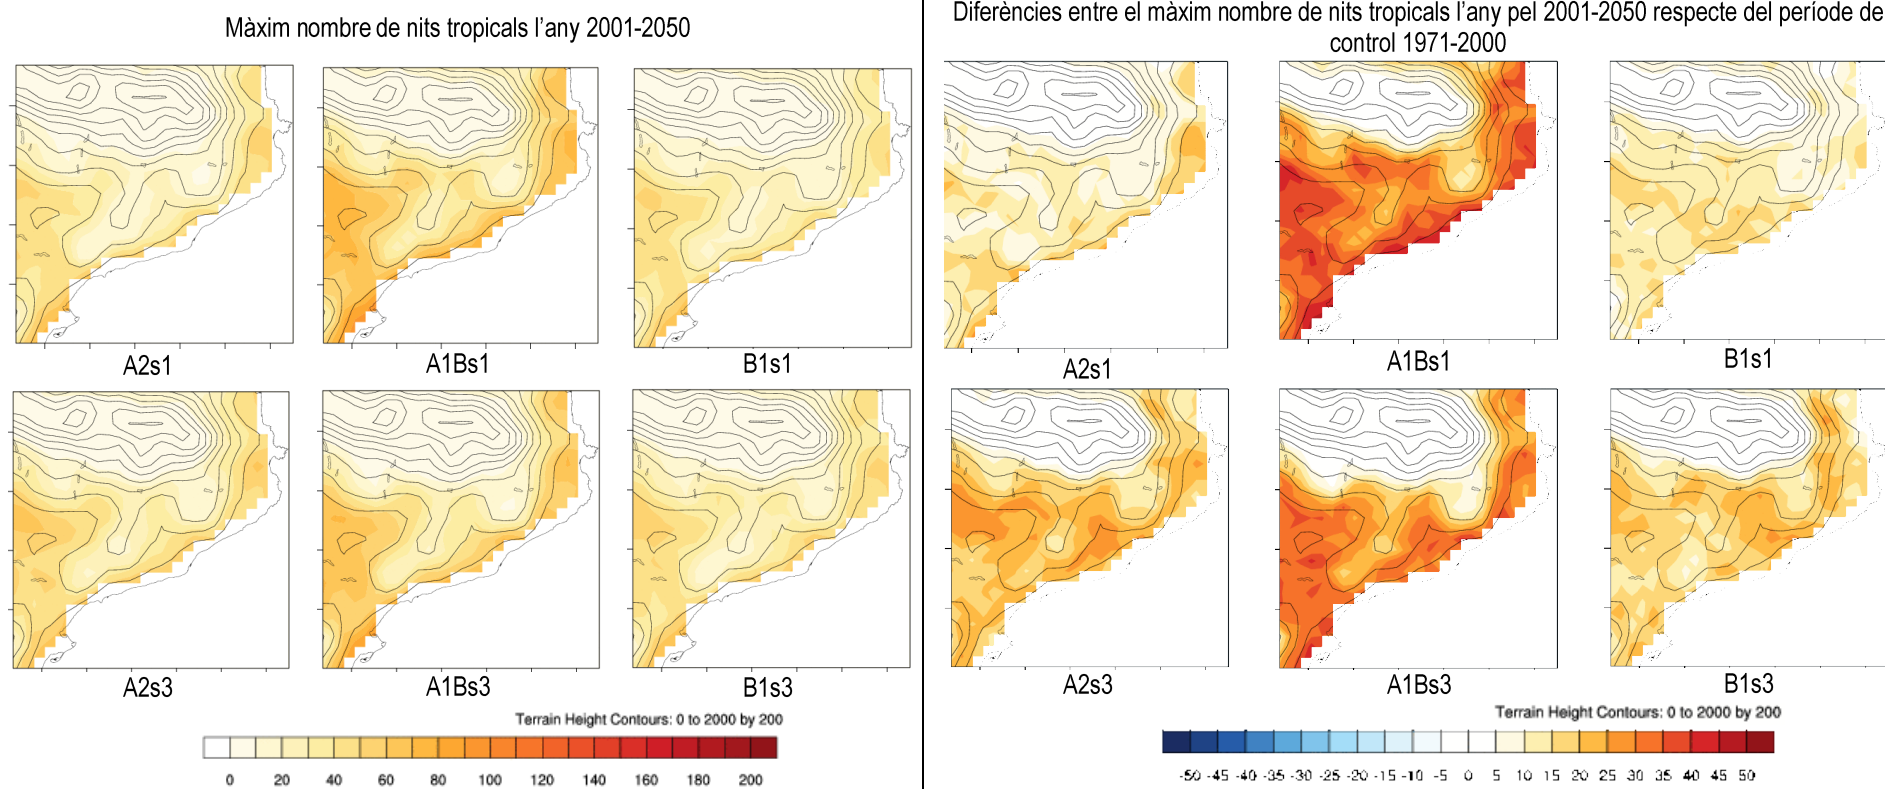 Màxim nombre de nits tropicals l'any 2001-2050
A2s1
A1Bs1
B1s1
A2s3
A1Bs3
B1s3
Terrain Height Contours: 0 to 2000 by 200
0 20 40 60 80 100 120 140 160 180 200
Diferències entre el màxim nombre de nits tropicals l'any pel 2001-2050 respecte del període de
control 1971-2000
A2s1
A1Bs1
B1s1
A2s3
A1Bs3
B1s3
Terrain Height Contours: 0 to 2000 by 200
-50 -45 -40 -35 -30 -25 -20 -15 -10 -5 0 5 10 15 20 25 30 35 40 45 50